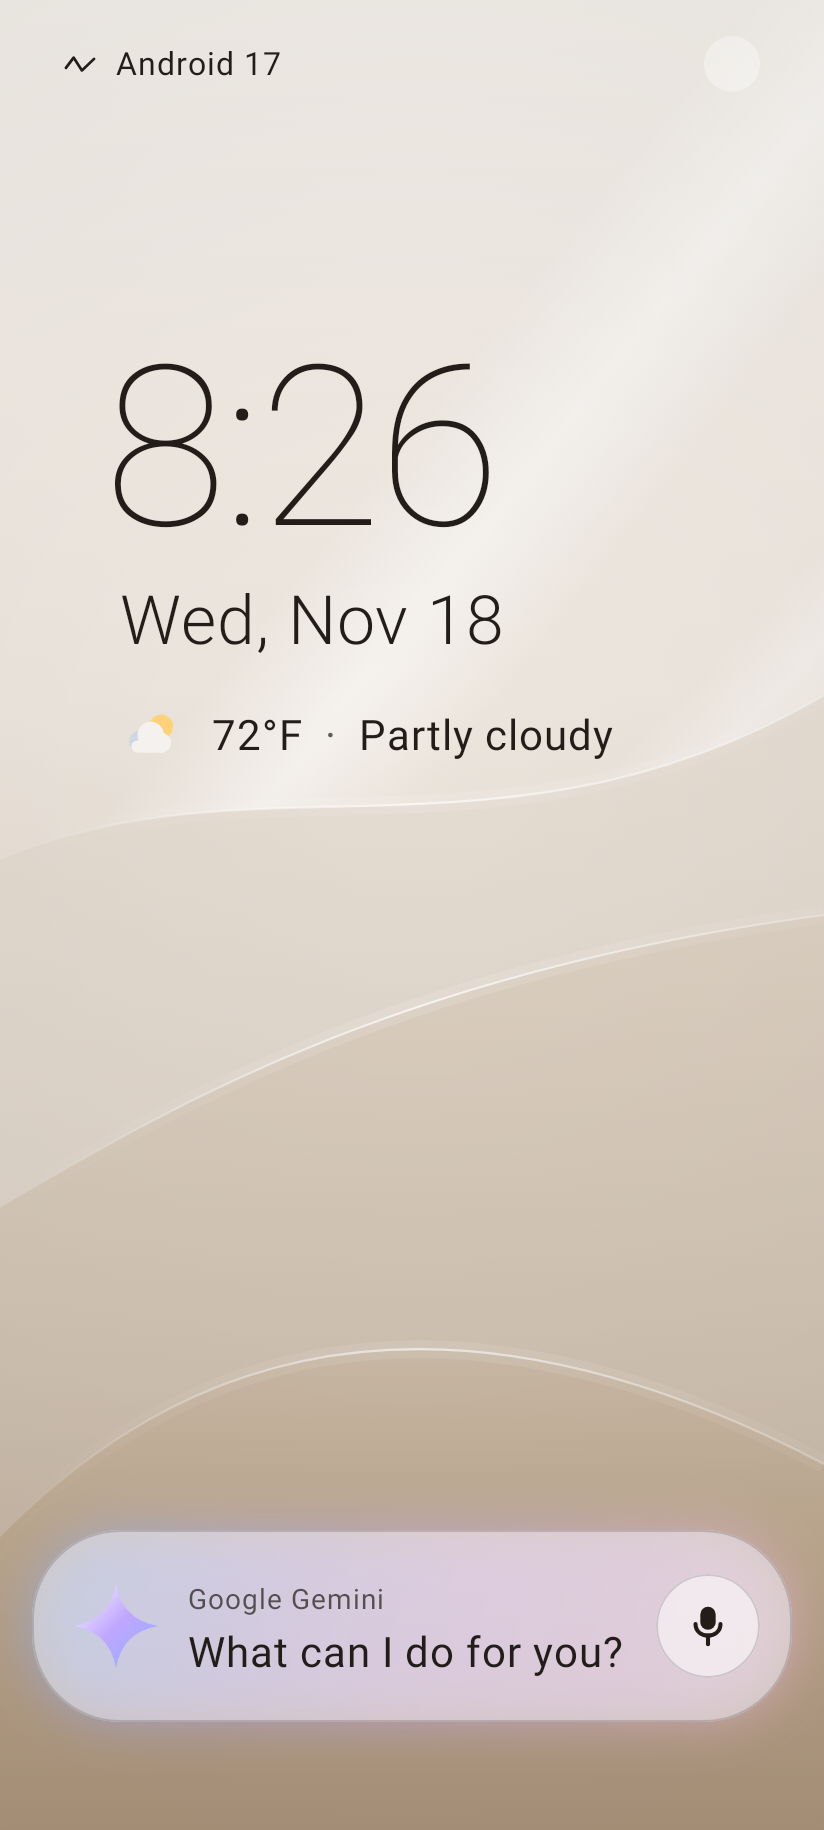 Android 17
8:26
Wed, Nov 18
72°F · Partly cloudy
Google Gemini
What can I do for you?